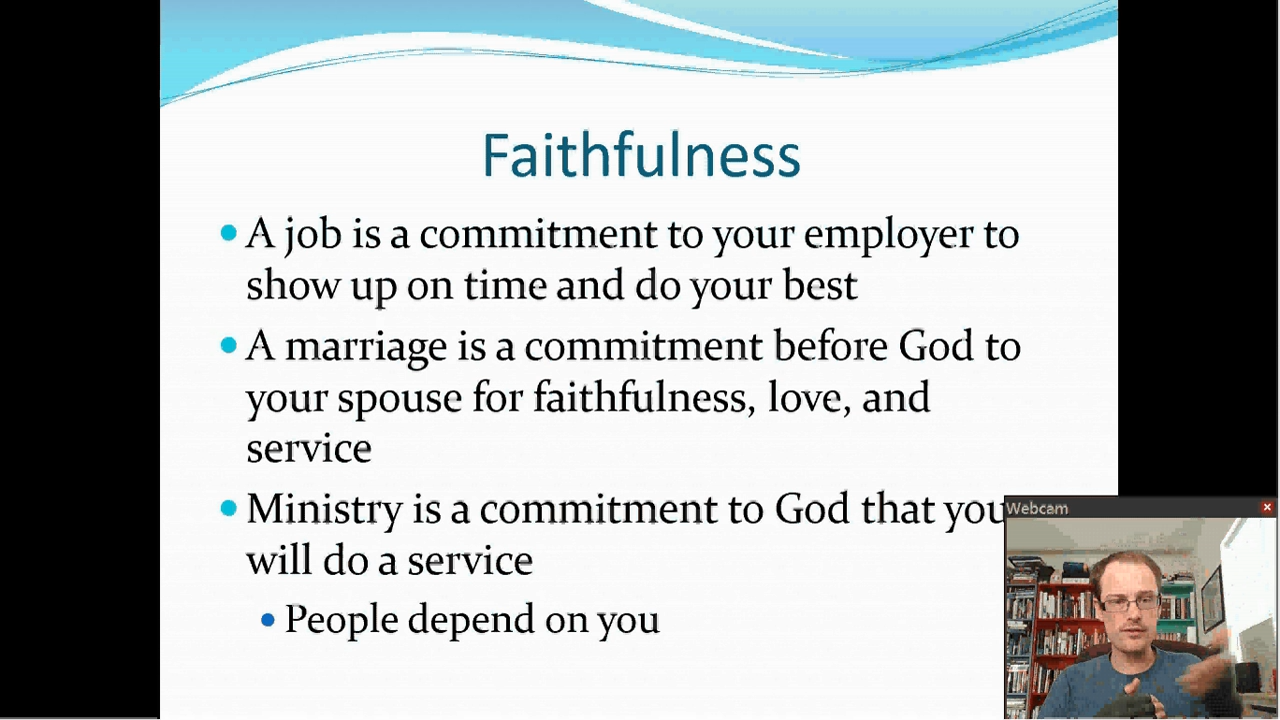 Faithfulness
A job is a commitment to your employer to
show up on time and do your best
A marriage is a commitment before God to
your spouse for faithfulness, love, and
service
Ministry is a commitment to God that you
will do a service
People depend on you
Webcam